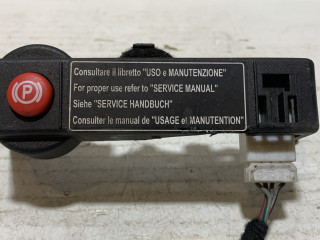 P
Consultare il libretto "USO e MANUTENZIONE"
For proper use refer to "SERVICE MANUAL"
Siehe "SERVICE HANDBUCH"
Consulter le manual de "USAGE et MANUTENTION"